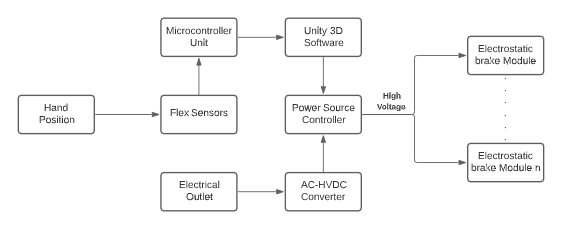 Microcontroller
Unit
Unity 3D
Software
Electrostatic
brake Module
Hand
Position
Flex Sensors
Power Source
Controller
High
Voltage
Electrical
Outlet
AC-HVDC
Converter
Electrostatic
brake Module n